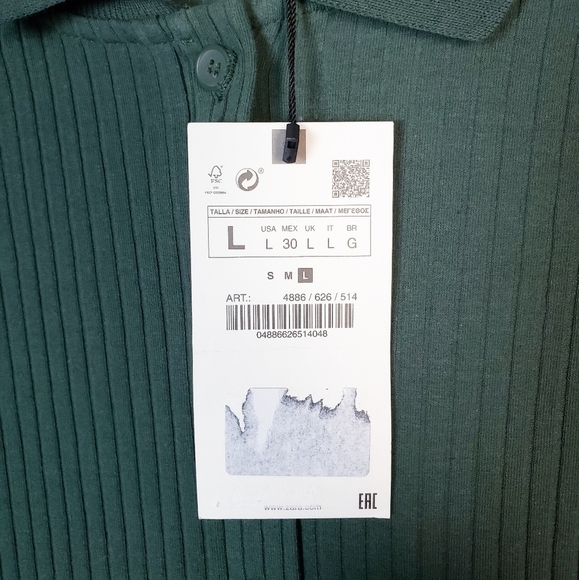 FSC
®
TALLA / SIZE / TAMANHO / TAILLE / MAAT / ΜΕΓΕΘΟΣ
L
USA MEX UK IT BR
L 30 L L G
S M L
ART.: 4886 / 626 / 514
04886626514048
www.zara.com
EAC